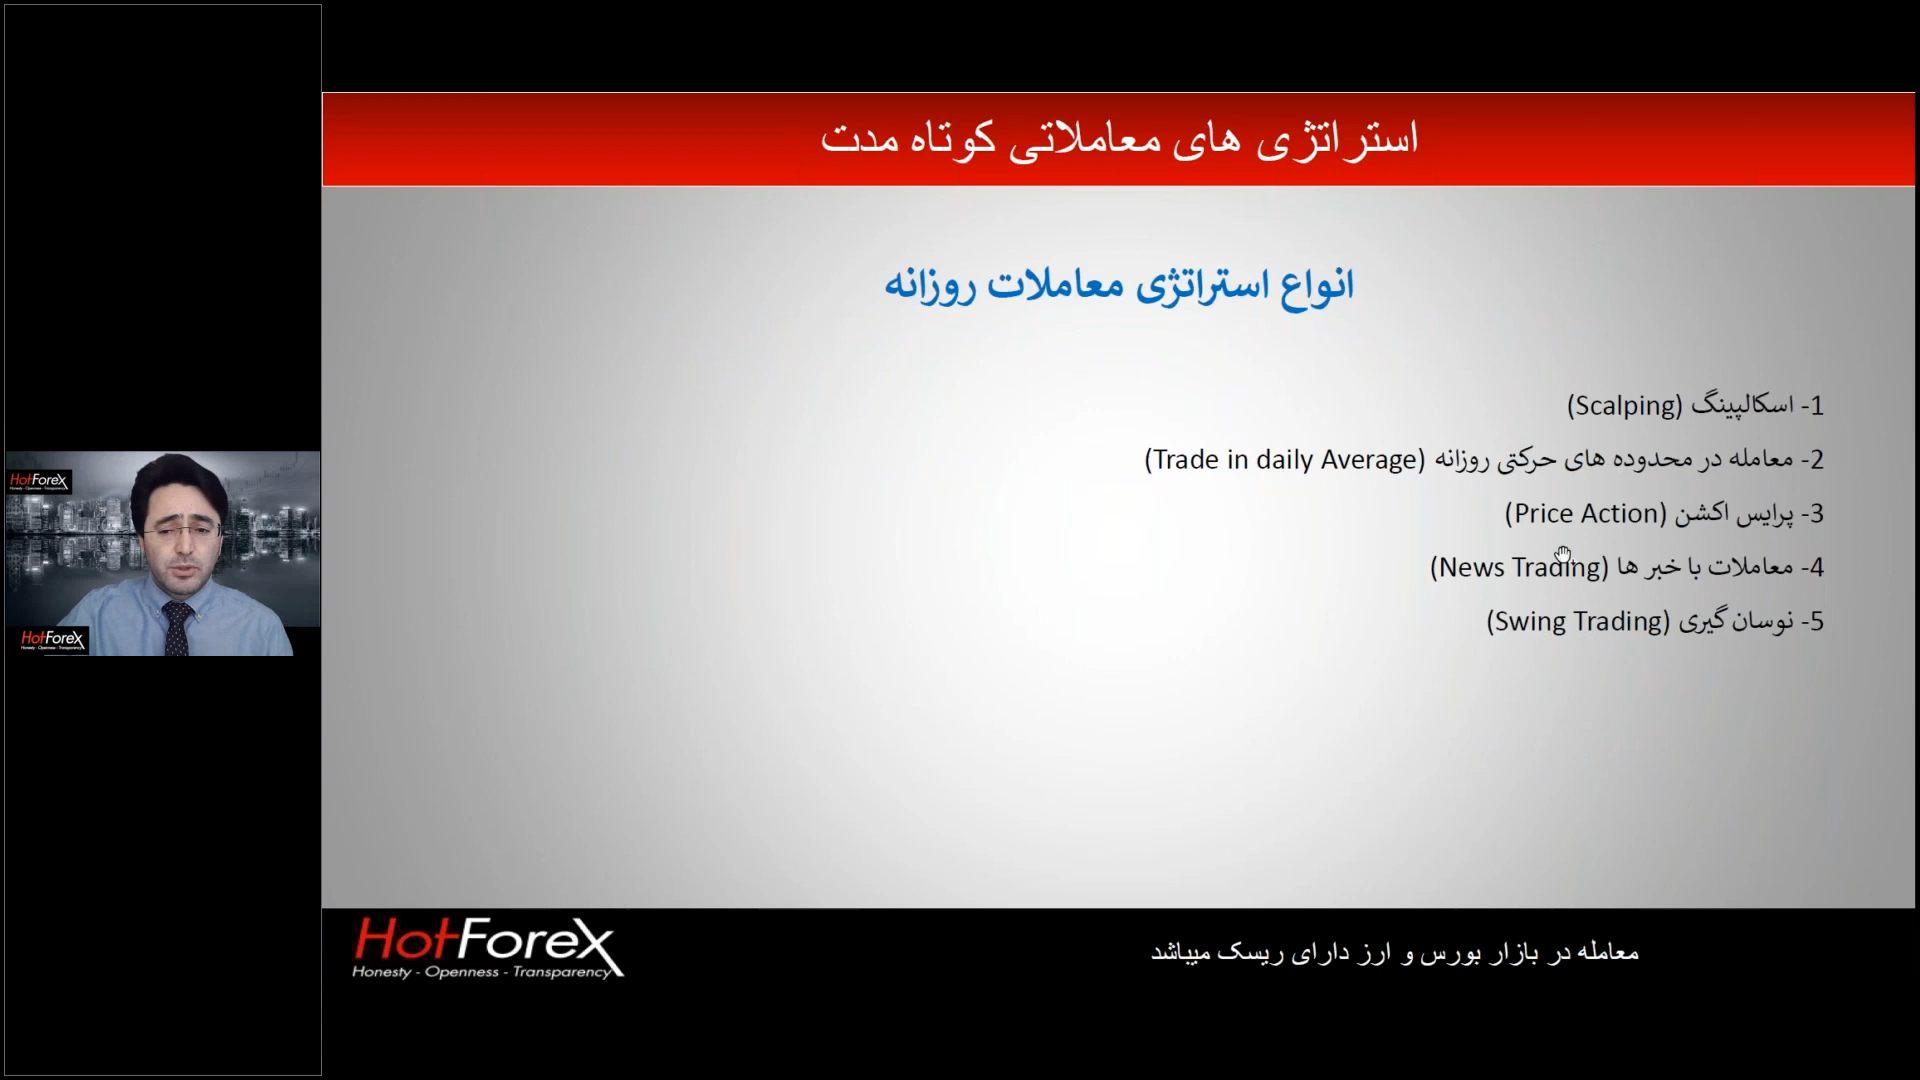 استراتژی های معاملاتی کوتاه مدت
انواع استراتژی معاملات روزانه
1- اسکالپینگ (Scalping)
2- معامله در محدوده های حرکتی روزانه (Trade in daily Average)
3- پرایس اکشن (Price Action)
4- معاملات با خبر ها (News Trading)
5- نوسان گیری (Swing Trading)
HotForex
HotForex
HotForex
Honesty - Openness - Transparency
معامله در بازار بورس و ارز دارای ریسک میباشد